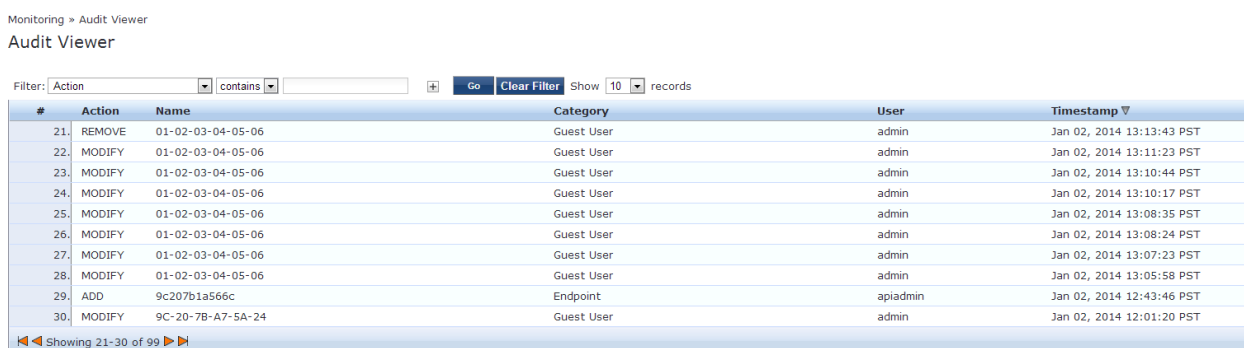 Monitoring » Audit Viewer
Audit Viewer
Filter: Action contains + Go Clear Filter Show 10 records
# Action Name Category User Timestamp
21. REMOVE 01-02-03-04-05-06 Guest User admin Jan 02, 2014 13:13:43 PST
22. MODIFY 01-02-03-04-05-06 Guest User admin Jan 02, 2014 13:11:23 PST
23. MODIFY 01-02-03-04-05-06 Guest User admin Jan 02, 2014 13:10:44 PST
24. MODIFY 01-02-03-04-05-06 Guest User admin Jan 02, 2014 13:10:17 PST
25. MODIFY 01-02-03-04-05-06 Guest User admin Jan 02, 2014 13:08:35 PST
26. MODIFY 01-02-03-04-05-06 Guest User admin Jan 02, 2014 13:08:24 PST
27. MODIFY 01-02-03-04-05-06 Guest User admin Jan 02, 2014 13:07:23 PST
28. MODIFY 01-02-03-04-05-06 Guest User admin Jan 02, 2014 13:05:58 PST
29. ADD 9c207b1a566c Endpoint apiadmin Jan 02, 2014 12:43:46 PST
30. MODIFY 9C-20-7B-A7-5A-24 Guest User admin Jan 02, 2014 12:01:20 PST
Showing 21-30 of 99